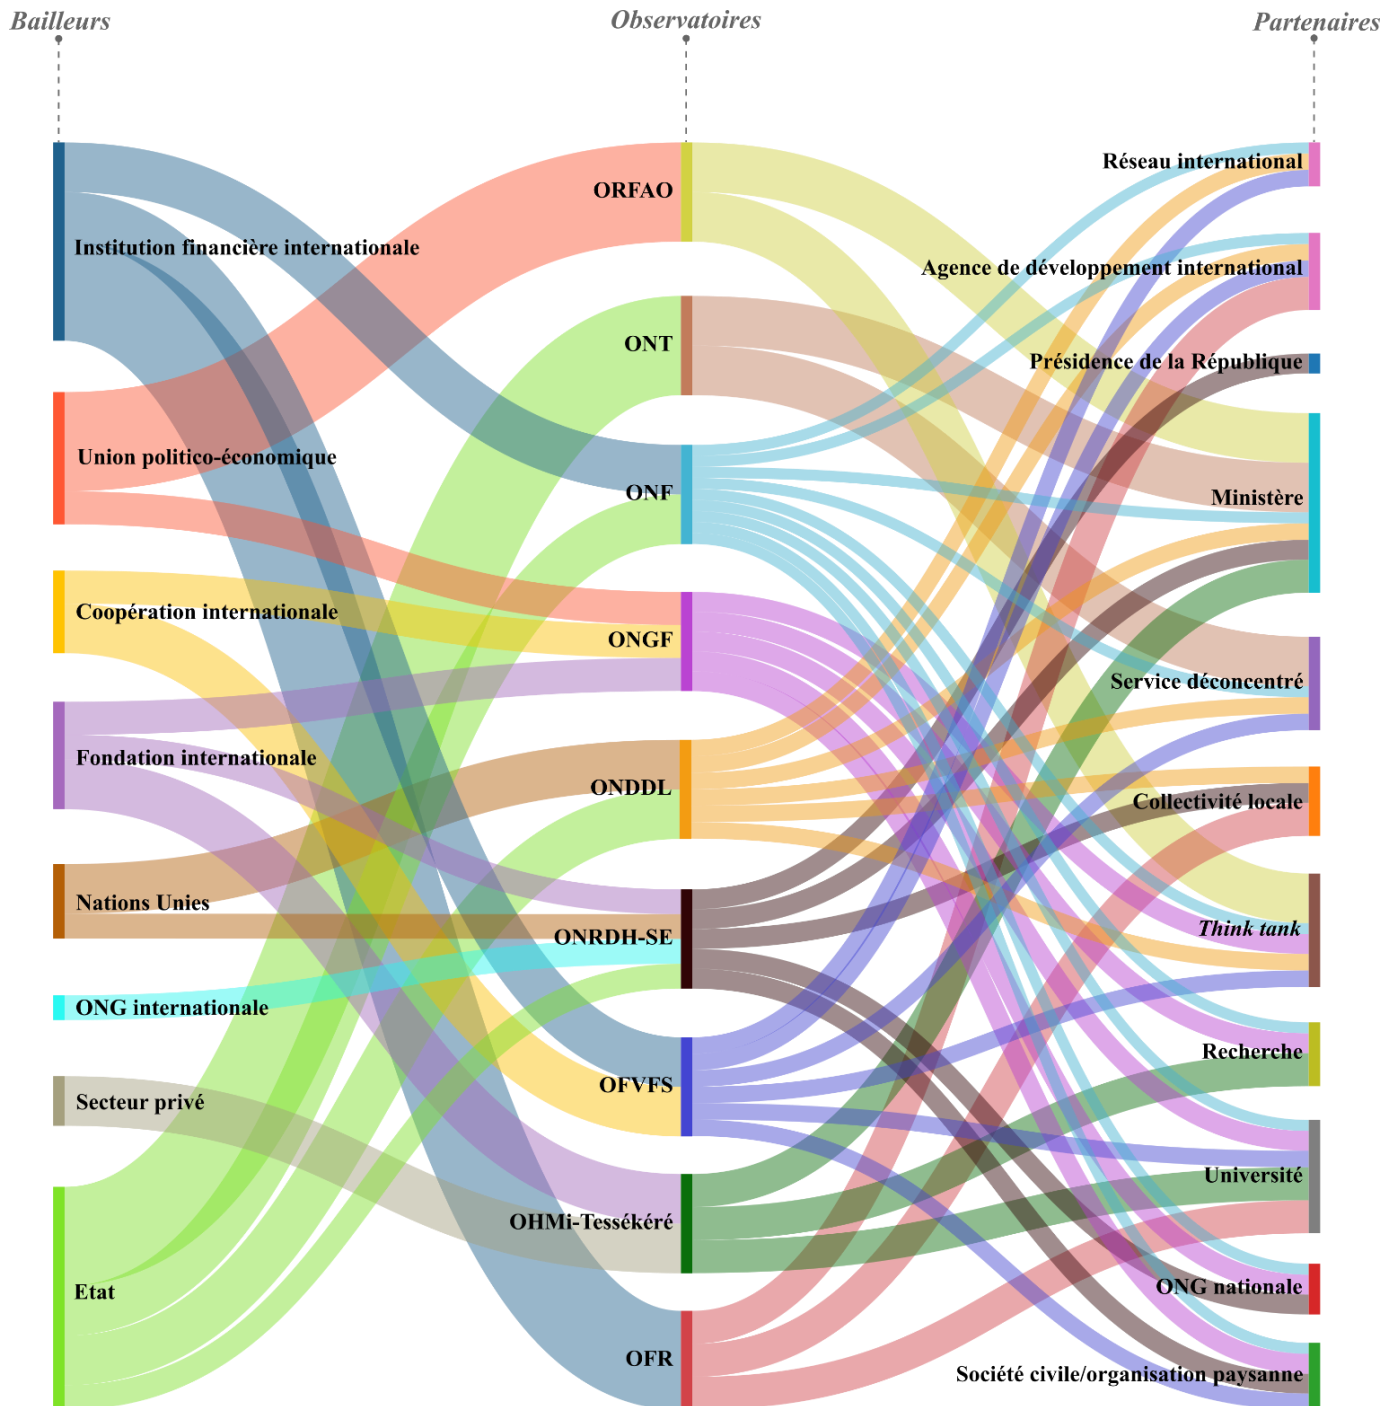 Bailleurs
Observatoires
Partenaires
Institution financière internationale
Union politico-économique
Coopération internationale
Fondation internationale
Nations Unies
ONG internationale
Secteur privé
Etat
ORFAO
ONT
ONF
ONGF
ONDDL
ONRDH-SE
OFVFS
OHMi-Tessékéré
OFR
Réseau international
Agence de développement international
Présidence de la République
Ministère
Service déconcentré
Collectivité locale
Think tank
Recherche
Université
ONG nationale
Société civile/organisation paysanne